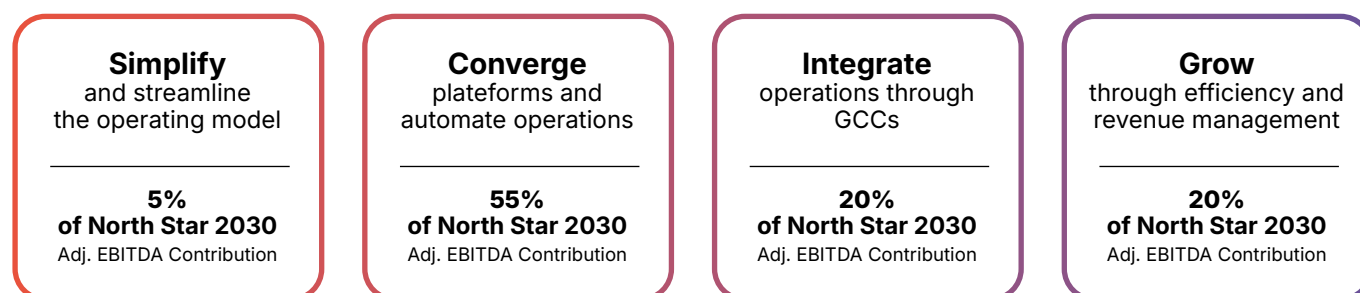 Simplify
and streamline
the operating model
5%
of North Star 2030
Adj. EBITDA Contribution
Converge
plateforms and
automate operations
55%
of North Star 2030
Adj. EBITDA Contribution
Integrate
operations through
GCCs
20%
of North Star 2030
Adj. EBITDA Contribution
Grow
through efficiency and
revenue management
20%
of North Star 2030
Adj. EBITDA Contribution